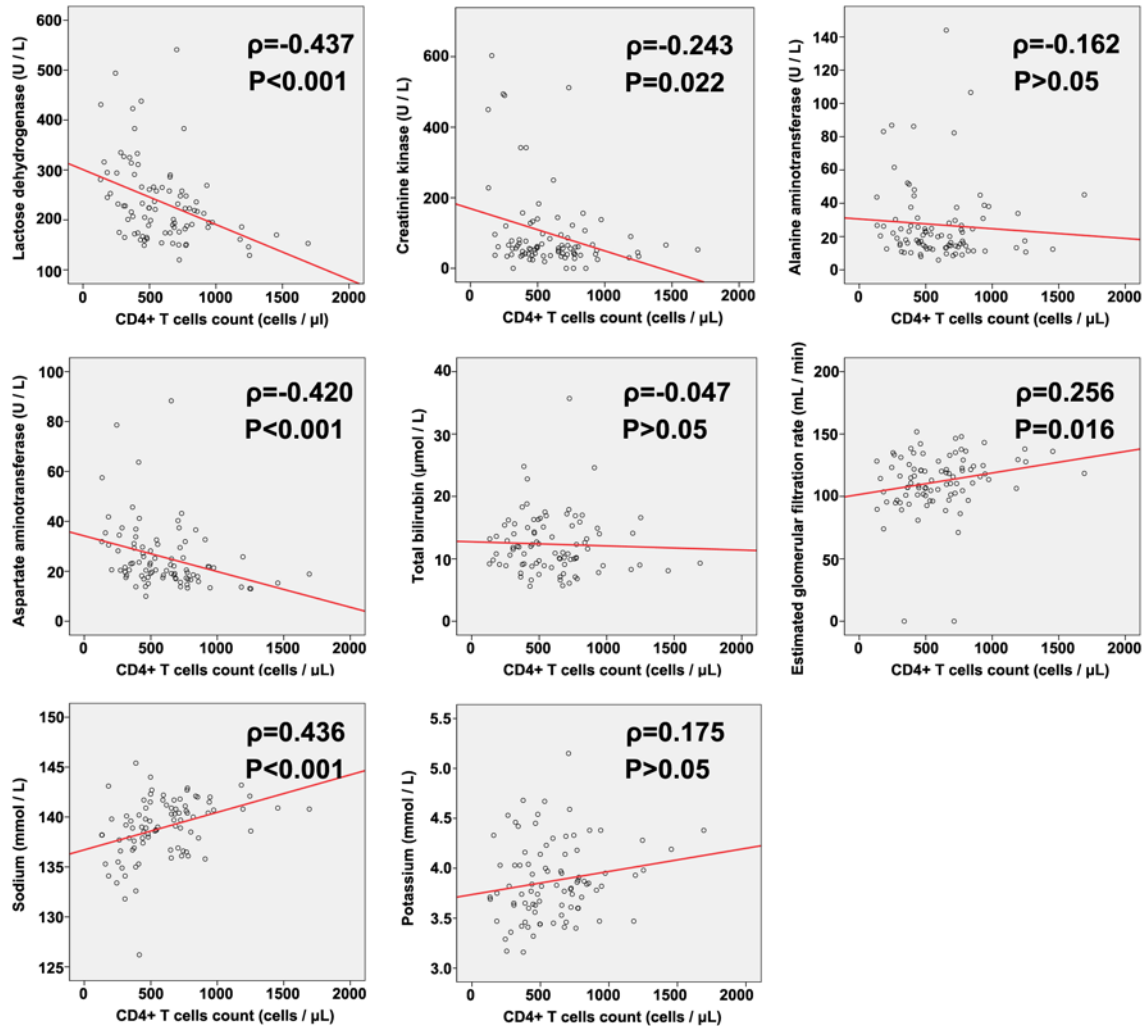 Lactose dehydrogenase (U / L)
600
500
400
300
200
100
ρ=-0.437
P<0.001
0 500 1000 1500 2000
CD4+ T cells count (cells / μl)
Creatinine kinase (U / L)
600
400
200
0
ρ=-0.243
P=0.022
0 500 1000 1500 2000
CD4+ T cells count (cells / μL)
Alanine aminotransferase (U / L)
140
120
100
80
60
40
20
0
ρ=-0.162
P>0.05
0 500 1000 1500 2000
CD4+ T cells count (cells / μL)
Aspartate aminotransferase (U / L)
100
80
60
40
20
0
ρ=-0.420
P<0.001
0 500 1000 1500 2000
CD4+ T cells count (cells / μL)
Total bilirubin (μmol / L)
40
30
20
10
0
ρ=-0.047
P>0.05
0 500 1000 1500 2000
CD4+ T cells count (cells / μL)
Estimated glomerular filtration rate (mL / min)
200
150
100
50
0
ρ=0.256
P=0.016
0 500 1000 1500 2000
CD4+ T cells count (cells / μL)
Sodium (mmol / L)
150
145
140
135
130
125
ρ=0.436
P<0.001
0 500 1000 1500 2000
CD4+ T cells count (cells / μL)
Potassium (mmol / L)
5.5
5.0
4.5
4.0
3.5
3.0
ρ=0.175
P>0.05
0 500 1000 1500 2000
CD4+ T cells count (cells / μL)